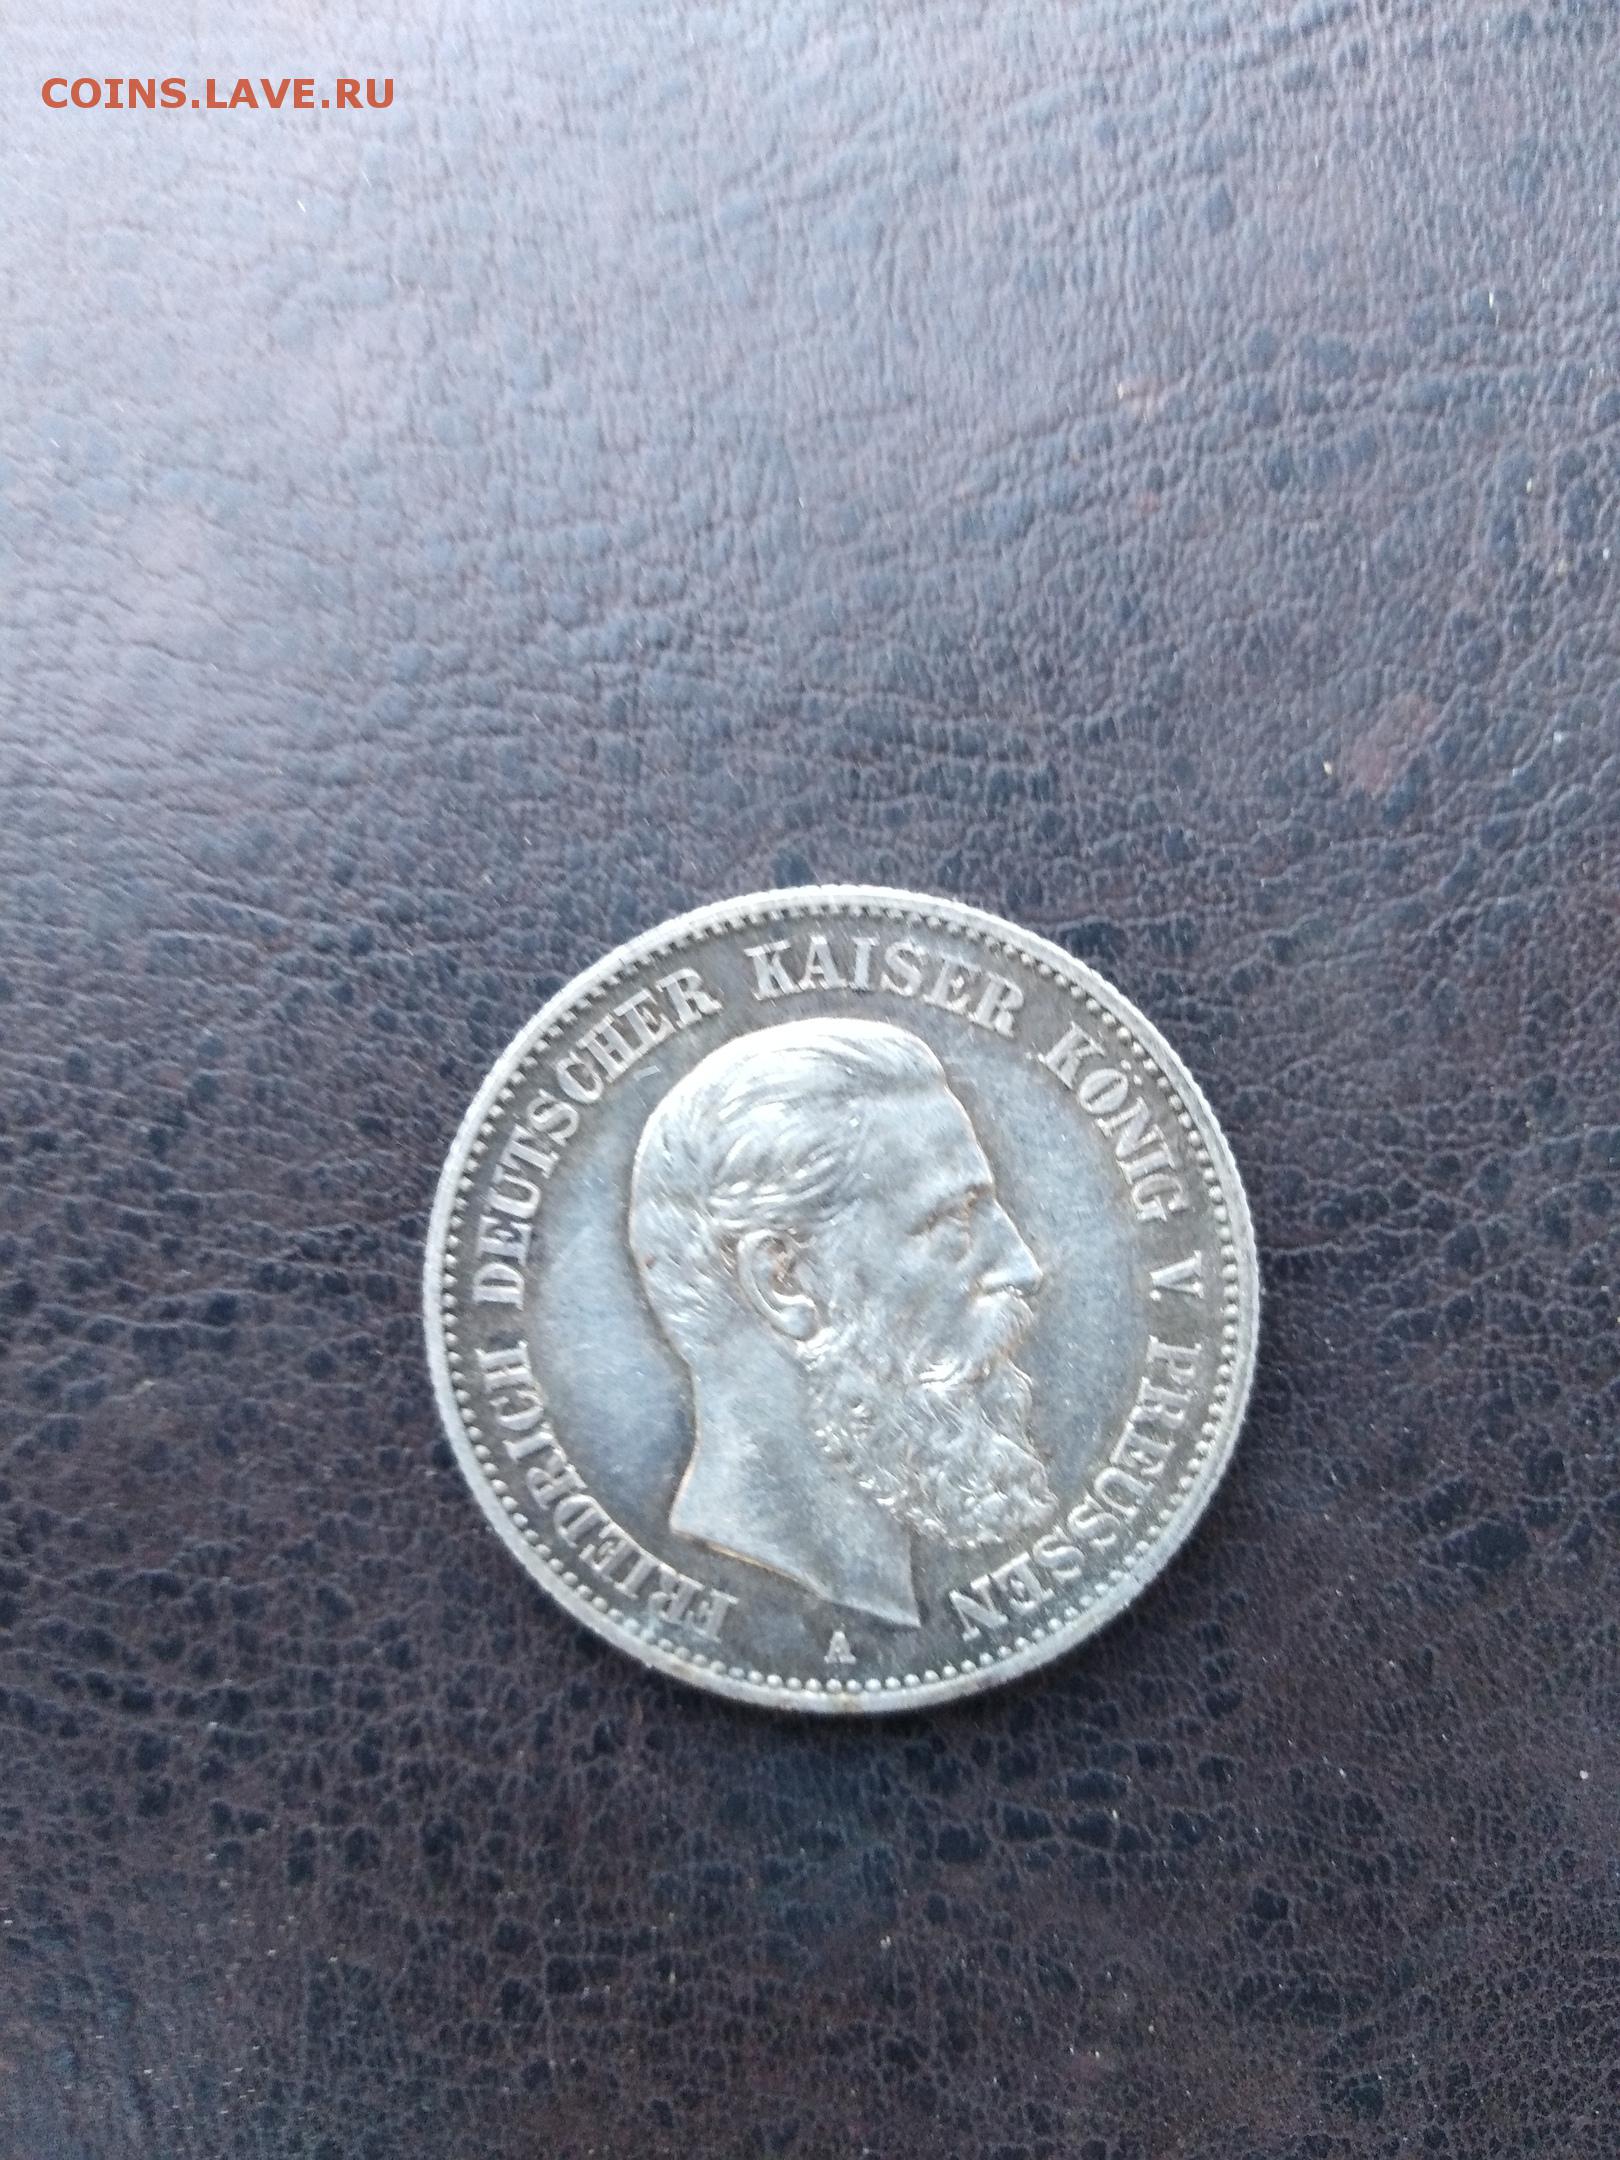 COINS.LAVE.RU
FRIEDRICH DEUTSCHER KAISER KÖNIG V. PREUSSEN
A